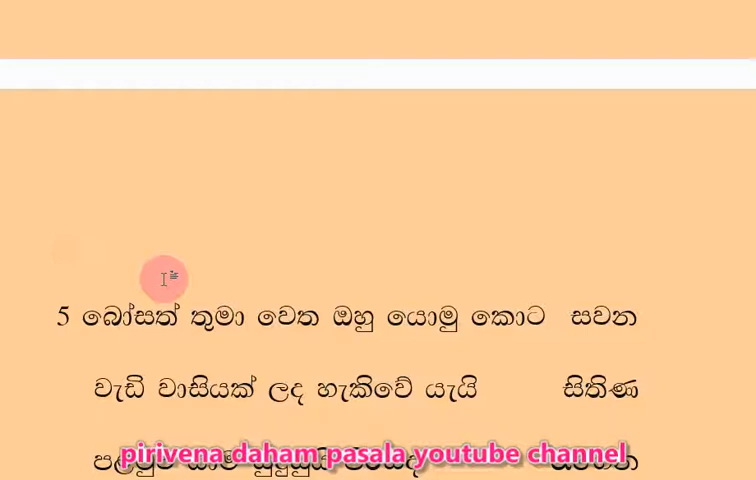 5 බෝසත් තුමා වෙත ඔහු යොමු කොට සවන
වැඩි වාසියක් ලද හැකිවේ යැයි සිතිණ
pirivena daham pasala youtube channel